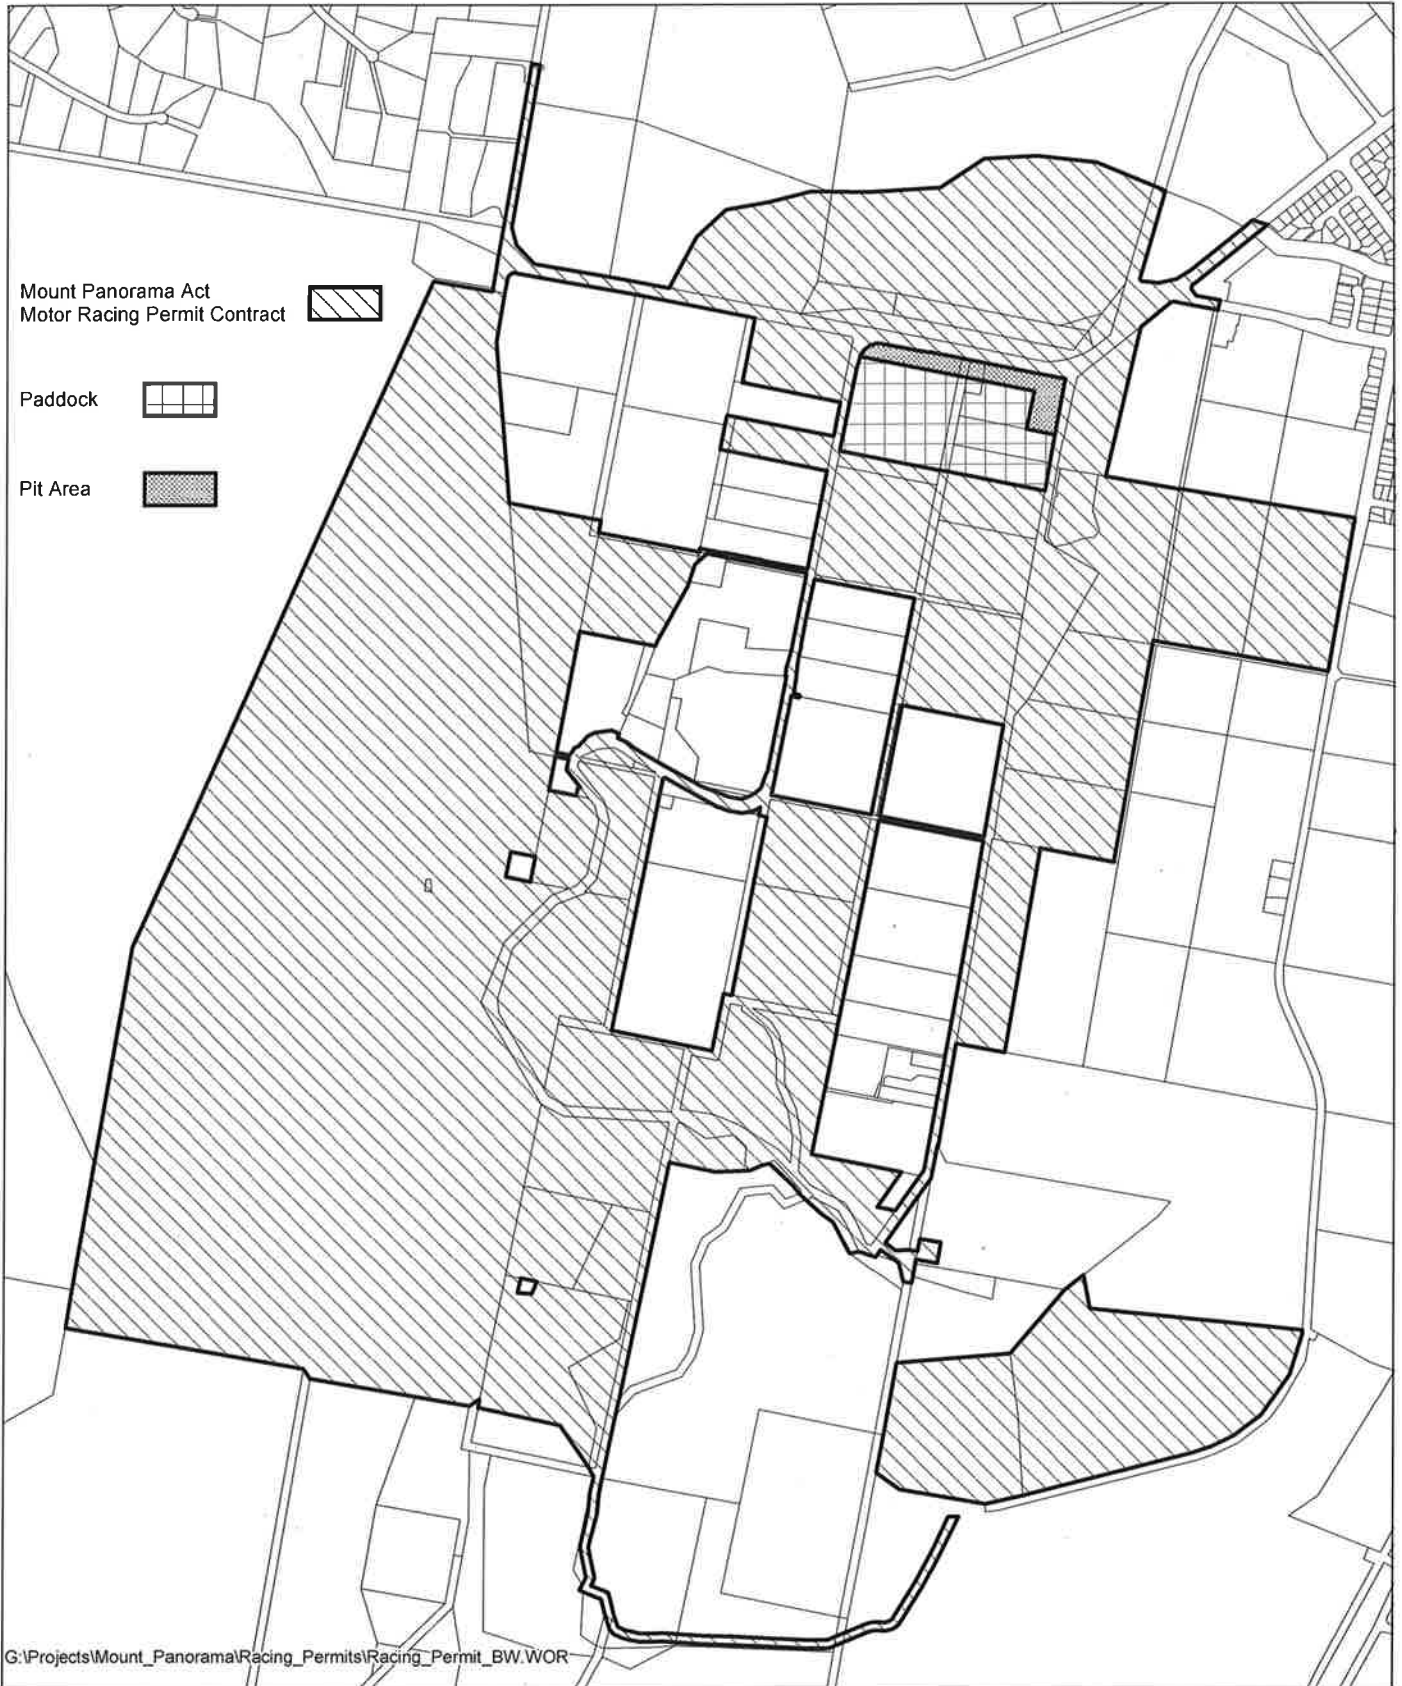 Mount Panorama Act
Motor Racing Permit Contract
Paddock
Pit Area
G:\Projects\Mount_Panorama\Racing_Permits\Racing_Permit_BW.WOR